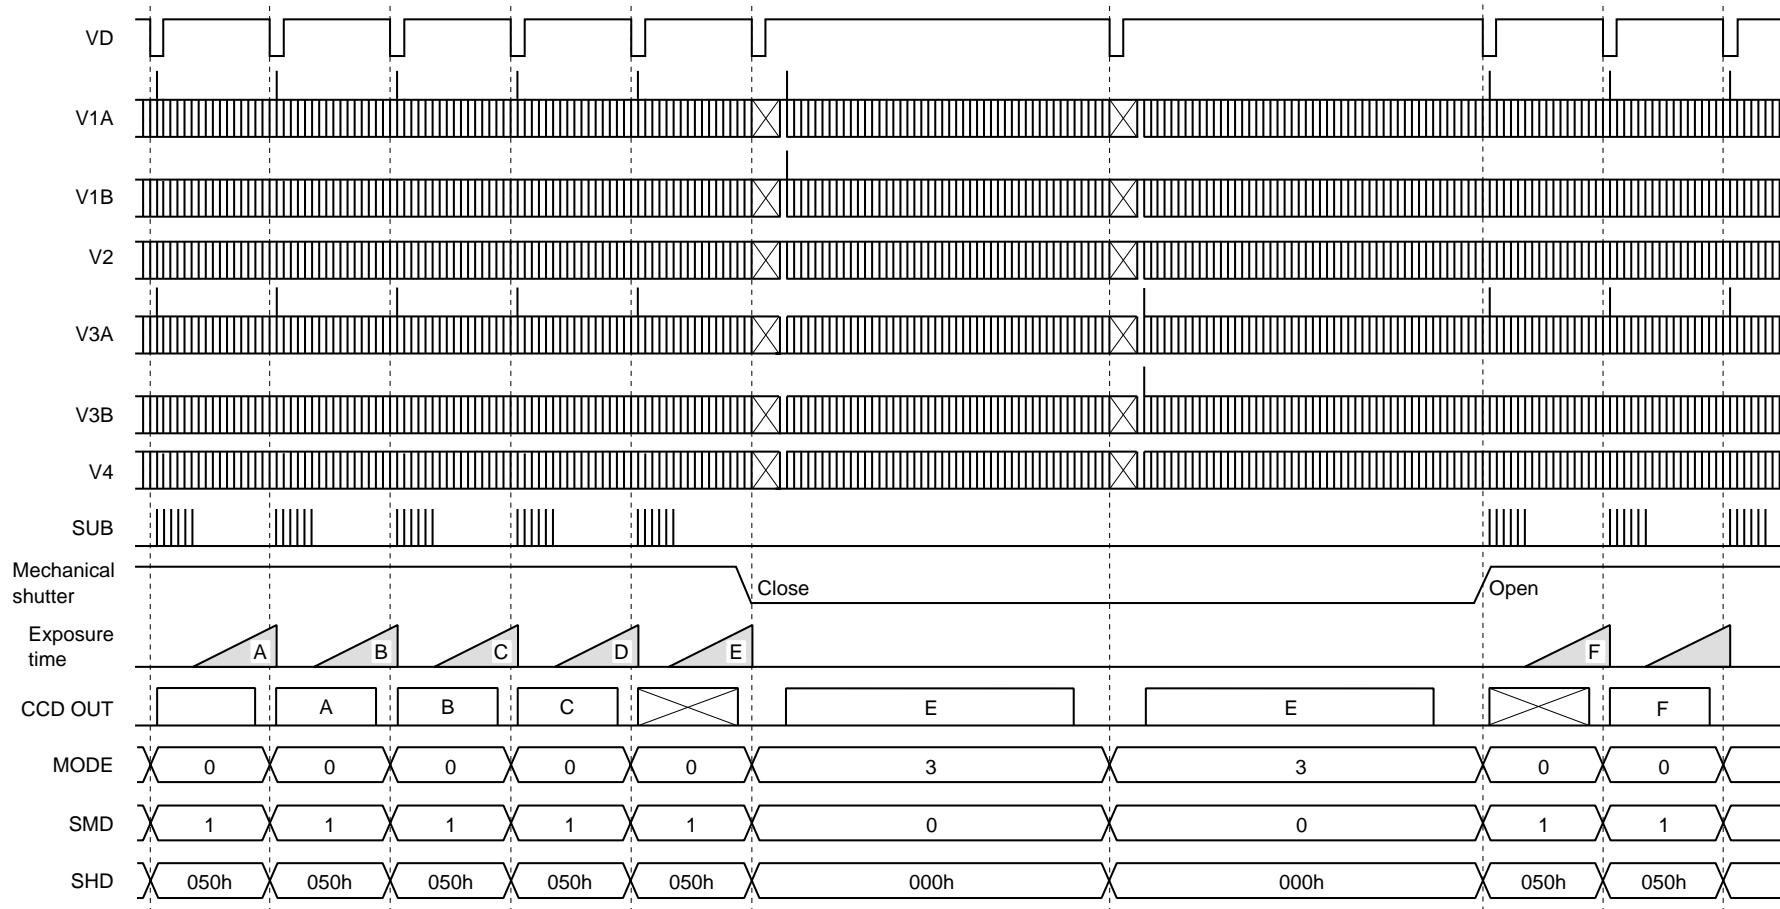 VD
V1A
V1B
V2
V3A
V3B
V4
SUB
Mechanical
shutter
Close
Open
Exposure
time
A B C D E F
CCD OUT
A B C E E F
MODE
0 0 0 0 0 3 3 0 0
SMD
1 1 1 1 1 0 0 1 1
SHD
050h 050h 050h 050h 050h 000h 000h 050h 050h